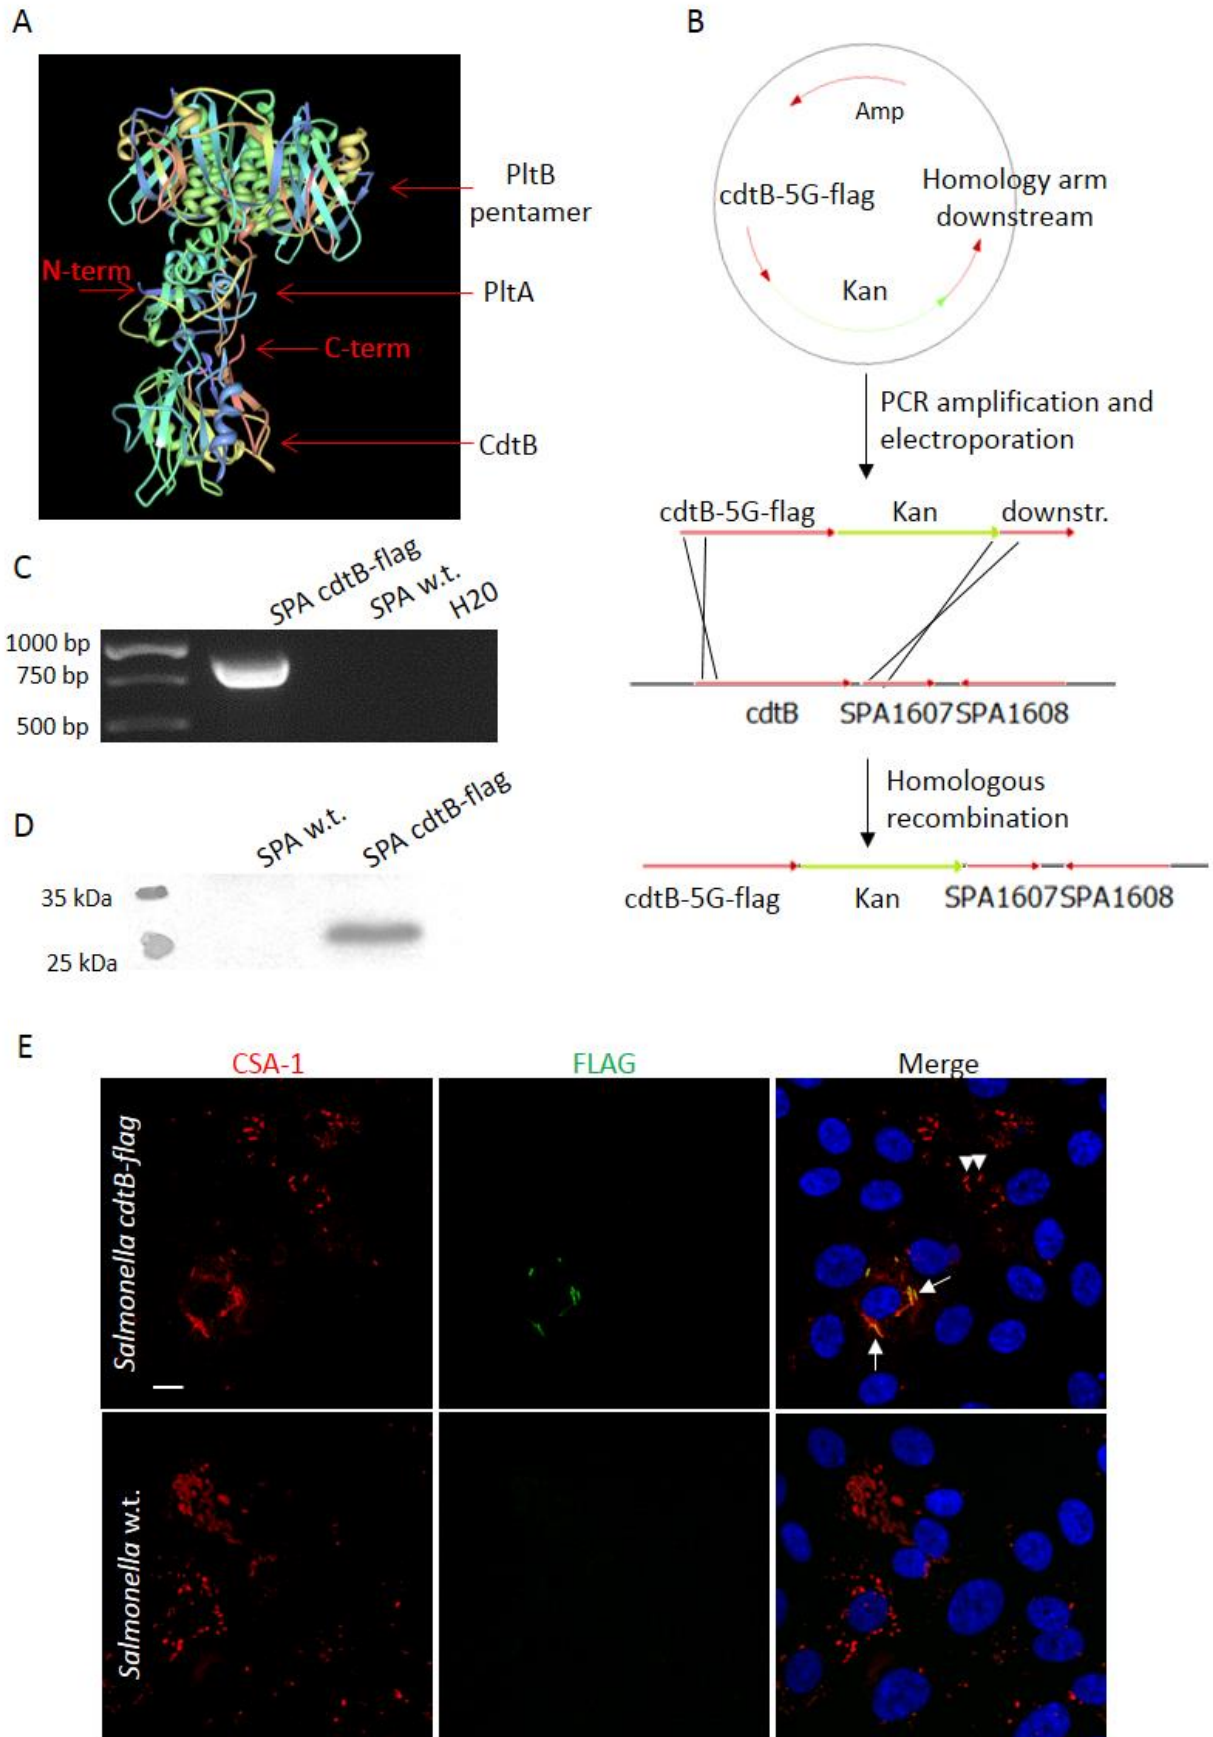 A
PltB
pentamer
N-term
PltA
C-term
CdtB
B
Amp
cdtB-5G-flag
Homology arm
downstream
Kan
PCR amplification and
electroporation
cdtB-5G-flag
Kan
downstr.
cdtB
SPA1607
SPA1608
Homologous
recombination
cdtB-5G-flag
Kan
SPA1607
SPA1608
C
SPA cdtB-flag
SPA w.t.
H20
1000 bp
750 bp
500 bp
D
SPA w.t.
SPA cdtB-flag
35 kDa
25 kDa
E
CSA-1
FLAG
Merge
Salmonella cdtB-flag
Salmonella w.t.